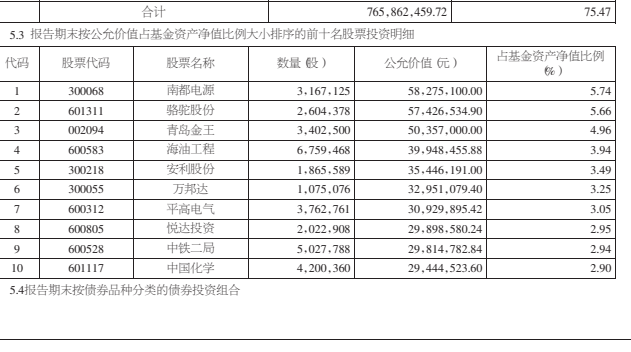 合计 765,862,459.72 75.47
5.3 报告期末按公允价值占基金资产净值比例大小排序的前十名股票投资明细
代码 股票代码 股票名称 数量(股) 公允价值(元) 占基金资产净值比例(%)
1 300068 南都电源 3,167,125 58,275,100.00 5.74
2 601311 骆驼股份 2,604,378 57,426,534.90 5.66
3 002094 青岛金王 3,402,500 50,357,000.00 4.96
4 600583 海油工程 6,759,468 39,948,455.88 3.94
5 300218 安利股份 1,865,589 35,446,191.00 3.49
6 300055 万邦达 1,075,076 32,951,079.40 3.25
7 600312 平高电气 3,762,761 30,929,895.42 3.05
8 600805 悦达投资 2,022,908 29,898,580.24 2.95
9 600528 中铁二局 5,027,788 29,814,782.84 2.94
10 601117 中国化学 4,200,360 29,444,523.60 2.90
5.4报告期末按债券品种分类的债券投资组合